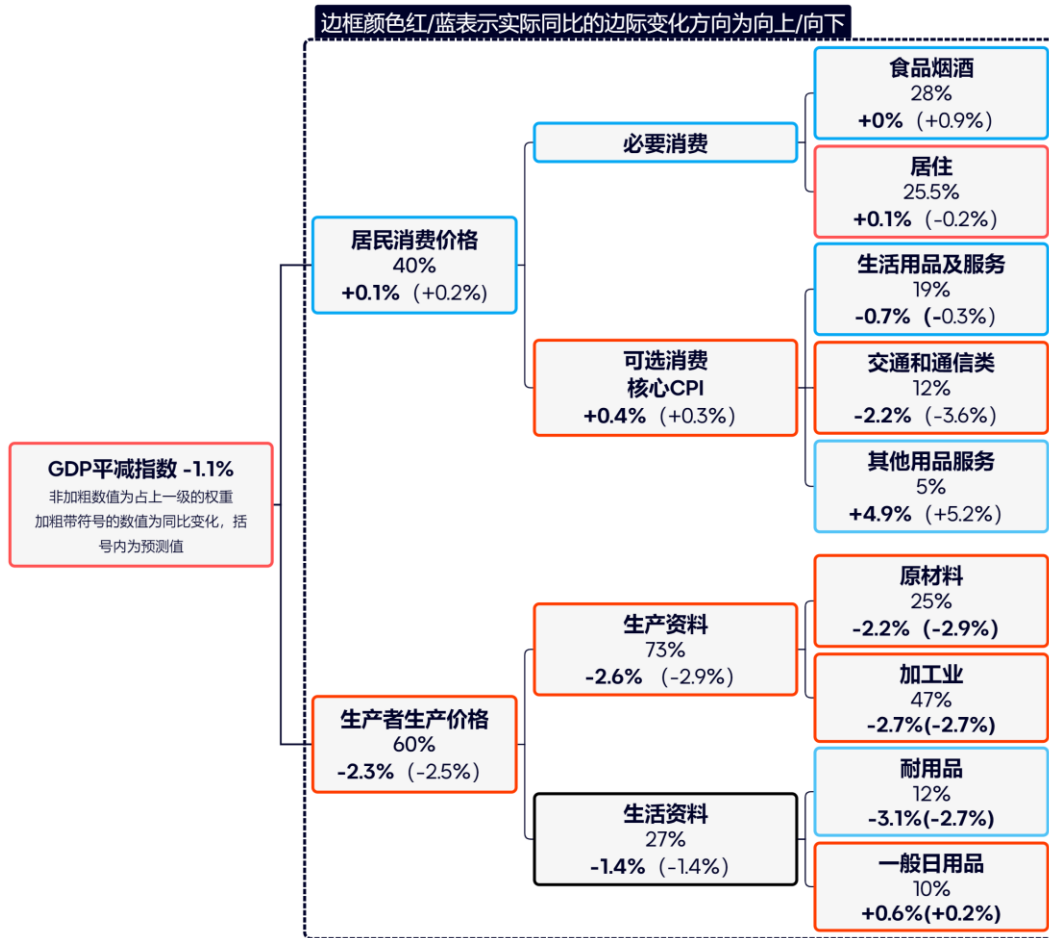 边框颜色红/蓝表示实际同比的边际变化方向为向上/向下
GDP平减指数 -1.1%
非加粗数值为占上一级的权重
加粗带符号的数值为同比变化，括
号内为预测值
居民消费价格
40%
+0.1%（+0.2%）
必要消费
食品烟酒
28%
+0%（+0.9%）
居住
25.5%
+0.1%（-0.2%）
可选消费
核心CPI
+0.4%（+0.3%）
生活用品及服务
19%
-0.7%（-0.3%）
交通和通信类
12%
-2.2%（-3.6%）
其他用品服务
5%
+4.9%（+5.2%）
生产者生产价格
60%
-2.3%（-2.5%）
生产资料
73%
-2.6%（-2.9%）
原材料
25%
-2.2%（-2.9%）
加工业
47%
-2.7%(-2.7%)
生活资料
27%
-1.4%（-1.4%）
耐用品
12%
-3.1%(-2.7%)
一般日用品
10%
+0.6%(+0.2%)